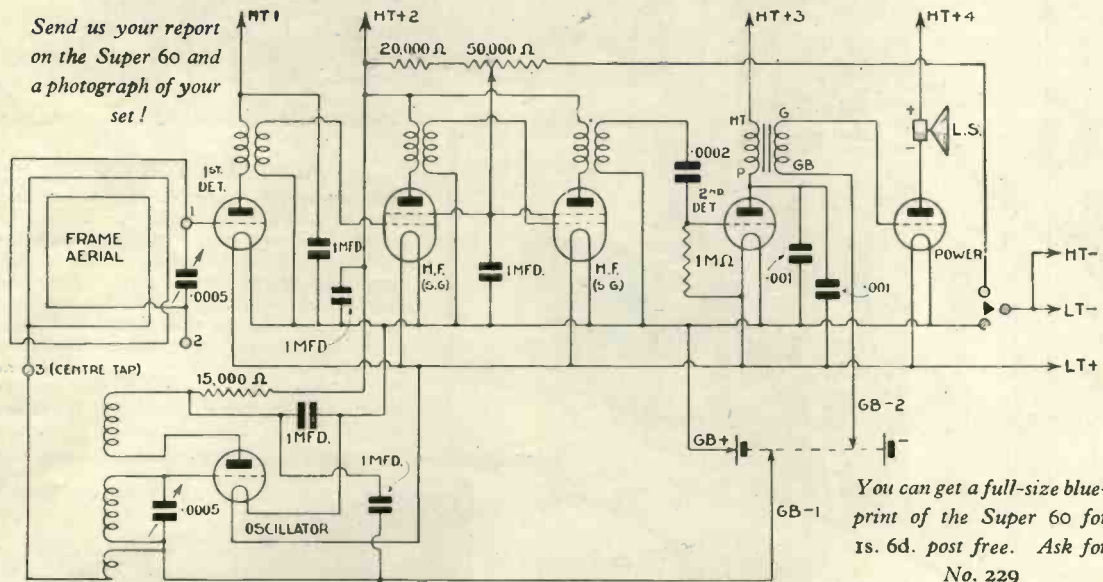 Send us your report
on the Super 60 and
a photograph of your
set !
HT1
HT+2
HT+3
HT+4
20,000 Ω
50,000 Ω
1ST.
DET.
FRAME
AERIAL
1
.0005
2
3 (CENTRE TAP)
1MFD.
1MFD
H.F.
(S.G)
1MFD.
H.F.
(S.G.)
.0002
2ND
DET
1MΩ
HT
P
G
GB
.001
.001
+
L.S.
-
POWER
HT-
LT-
LT+
15,000 Ω
1MFD.
1MFD.
.0005
OSCILLATOR
GB+
GB-2
-
GB-1
You can get a full-size blue-
print of the Super 60 for
1s. 6d. post free. Ask for
No. 229